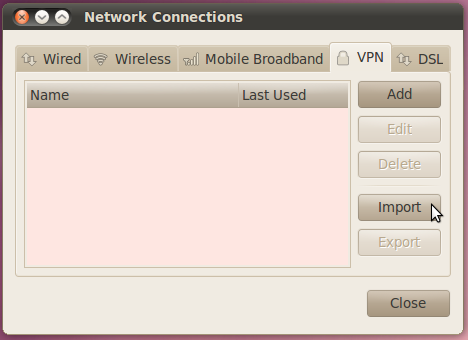 Network Connections
Wired Wireless Mobile Broadband VPN DSL
Name Last Used
Add
Edit
Delete
Import
Export
Close